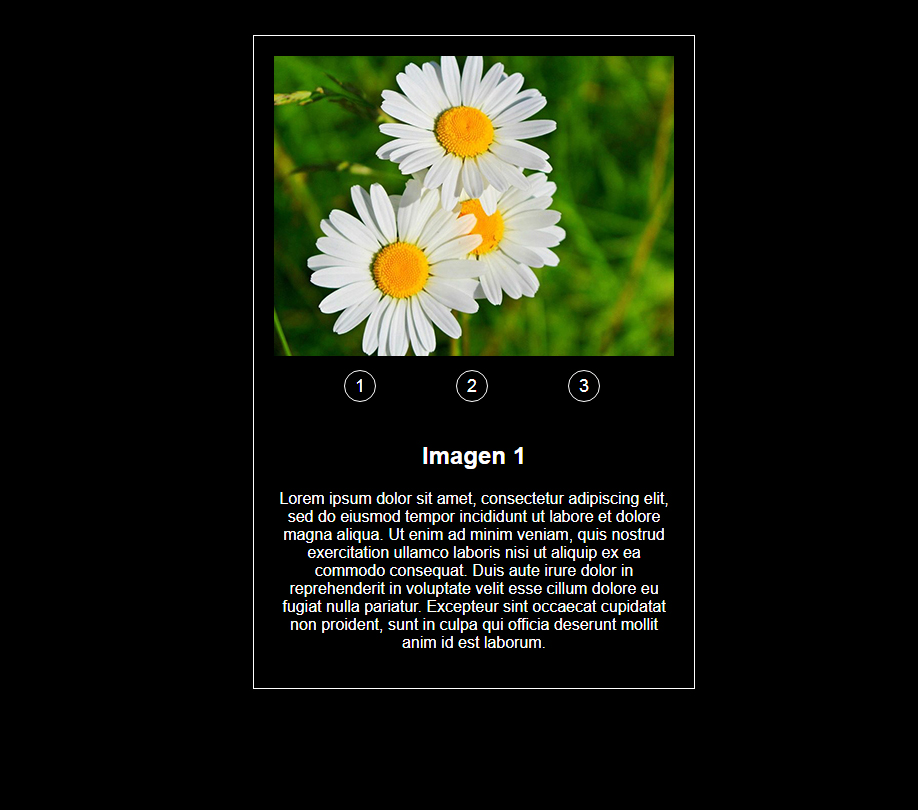 1 2 3
Imagen 1
Lorem ipsum dolor sit amet, consectetur adipiscing elit,
sed do eiusmod tempor incididunt ut labore et dolore
magna aliqua. Ut enim ad minim veniam, quis nostrud
exercitation ullamco laboris nisi ut aliquip ex ea
commodo consequat. Duis aute irure dolor in
reprehenderit in voluptate velit esse cillum dolore eu
fugiat nulla pariatur. Excepteur sint occaecat cupidatat
non proident, sunt in culpa qui officia deserunt mollit
anim id est laborum.